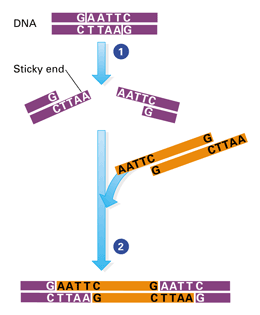 DNA
GAATTC
CTTAAG
1
Sticky end
G
CTTAA
AATTC
G
AATTC G
G CTTAA
2
GAATTC GAATTC
CTTAAG CTTAAG